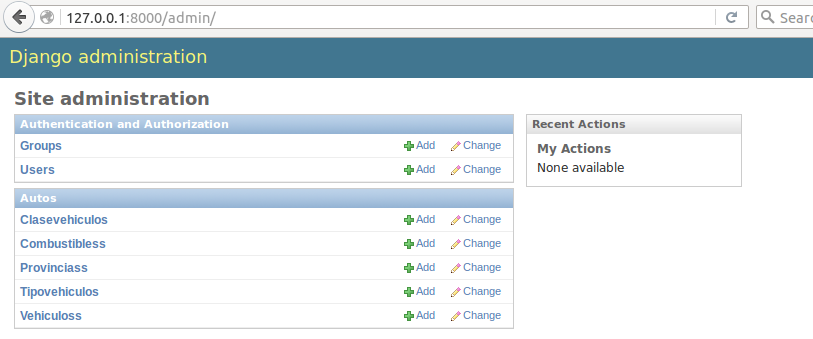 127.0.0.1:8000/admin/
Sear
Django administration
Site administration
Authentication and Authorization
Groups Add Change
Users Add Change
Autos
Clasevehiculos Add Change
Combustibless Add Change
Provinciass Add Change
Tipovehiculos Add Change
Vehiculoss Add Change
Recent Actions
My Actions
None available